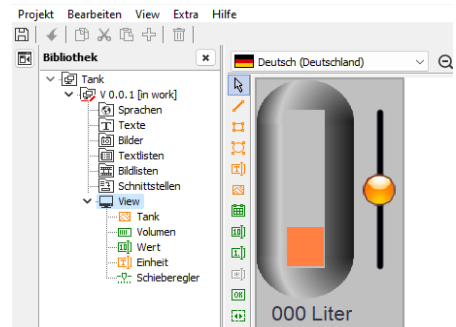 Projekt Bearbeiten View Extra Hilfe
Bibliothek
Deutsch (Deutschland)
Tank
V 0.0.1 [in work]
Sprachen
Texte
Bilder
Textlisten
Bildlisten
Schnittstellen
View
Tank
Volumen
Wert
Einheit
Schieberegler
OK
000 Liter